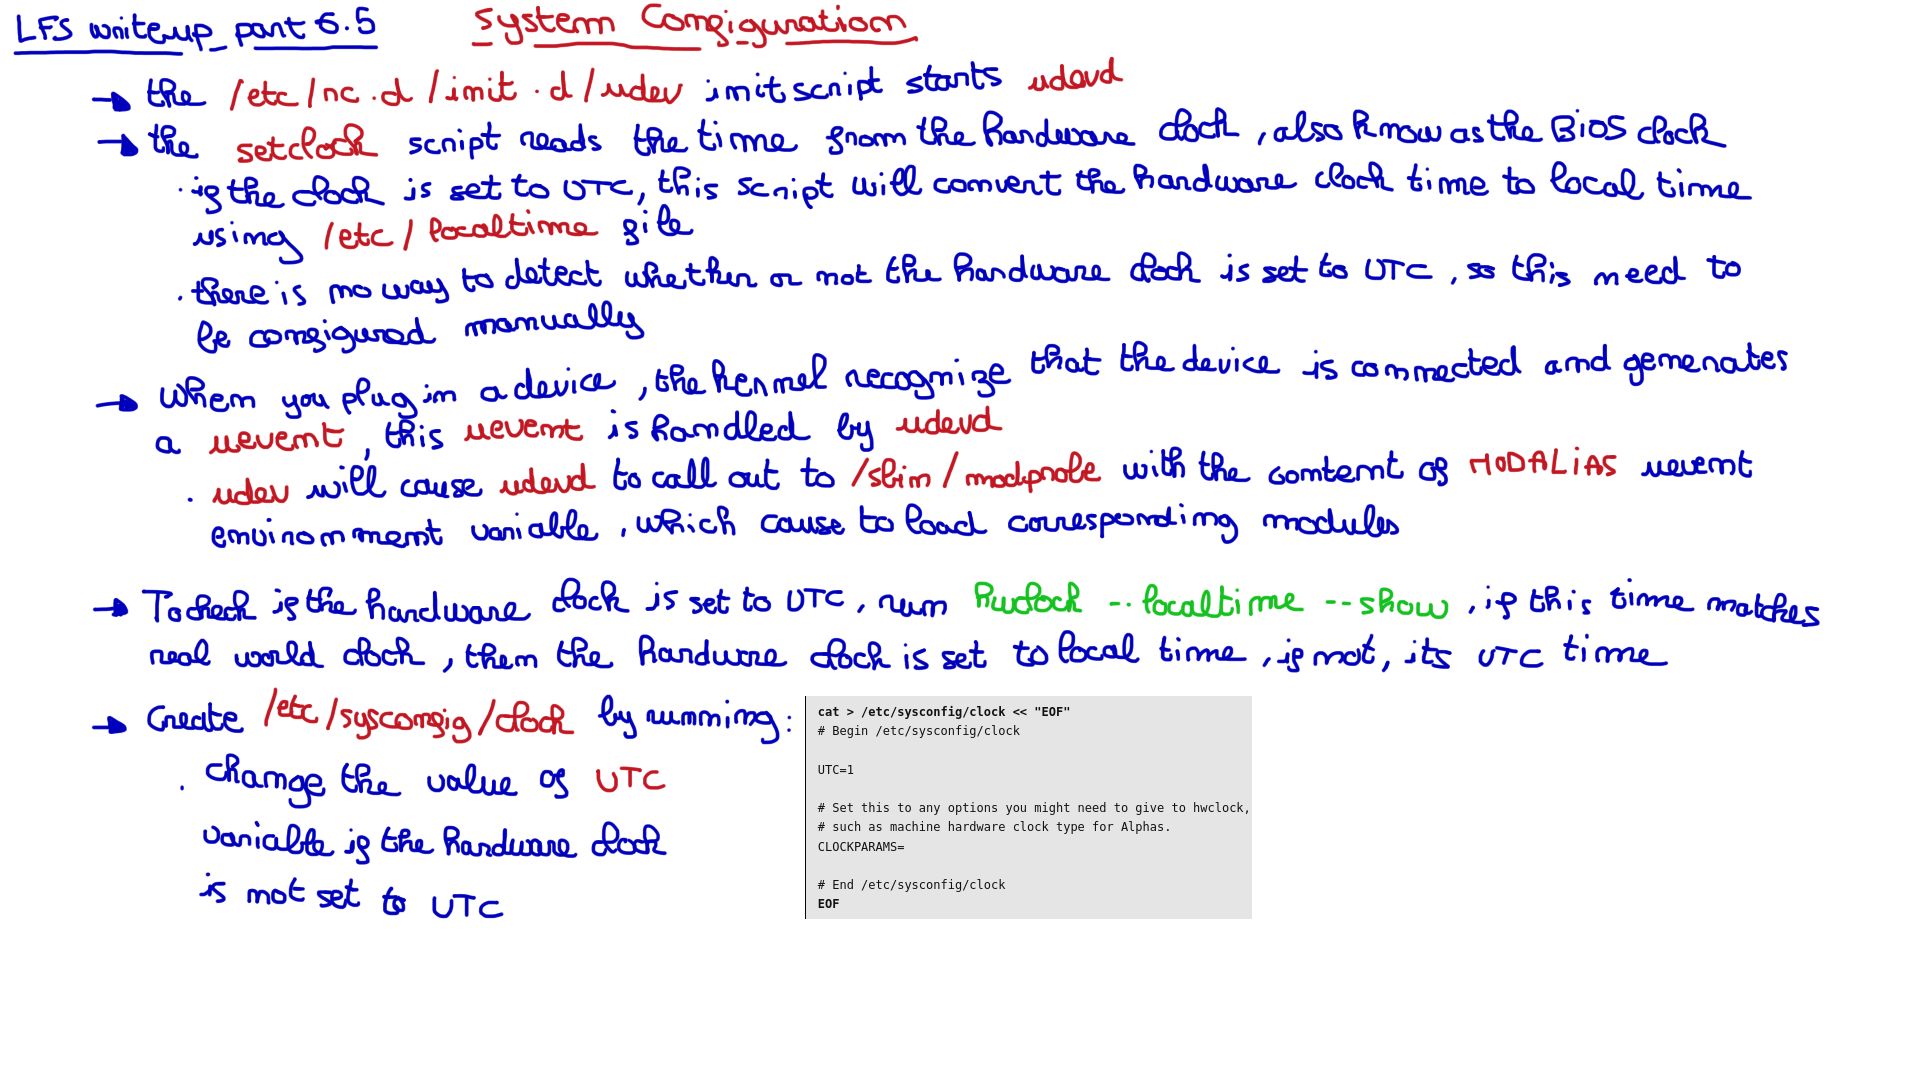 LFS writeup part 6.5 System Configuration
→ the /etc/rc.d/init.d/udev initscript starts udevd
→ the setclock script reads the time from the hardware clock, also know as the BIOS clock
· if the clock is set to UTC, this script will convert the hardware clock time to local time
using /etc/localtime file
· there is no way to detect whether or not the hardware clock is set to UTC, so this need to
be configured manually
→ When you plug in a device, the kernel recognize that the device is connected and generates
a uevent, this uevent is handled by udevd
· udev will cause udevd to call out to /sbin/modprobe with the content of MODALIAS uevent
environment variable, which cause to load corresponding modules
→ To check if the hardware clock is set to UTC, run hwclock --localtime --show, if this time matches
real world clock, then the hardware clock is set to local time, if not, its UTC time
→ Create /etc/sysconfig/clock by running:
cat > /etc/sysconfig/clock << "EOF"
# Begin /etc/sysconfig/clock
UTC=1
# Set this to any options you might need to give to hwclock,
# such as machine hardware clock type for Alphas.
CLOCKPARAMS=
# End /etc/sysconfig/clock
EOF
· change the value of UTC
variable if the hardware clock
is not set to UTC